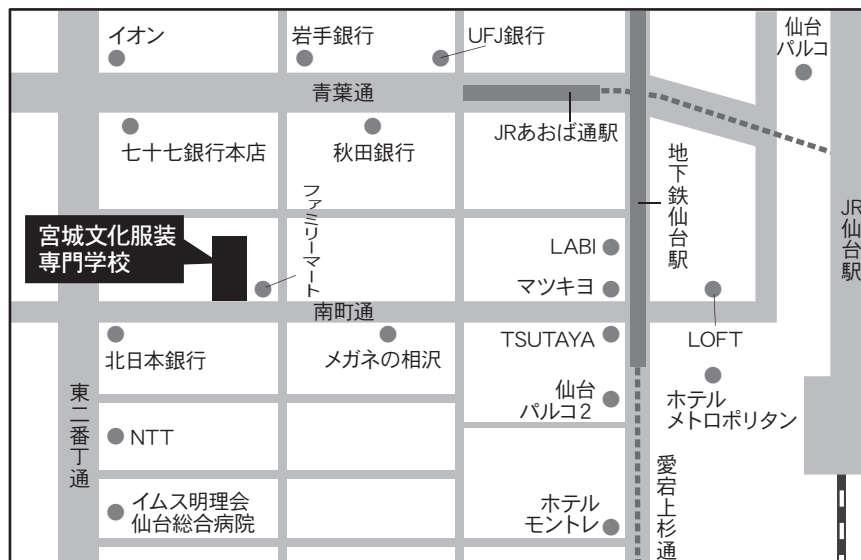 イオン
岩手銀行
UFJ銀行
仙台
パルコ
青葉通
JRあおば通駅
七十七銀行本店
秋田銀行
地下鉄仙台駅
ファミリーマート
JR仙台駅
宮城文化服装
専門学校
LABI
マツキヨ
南町通
北日本銀行
メガネの相沢
TSUTAYA
LOFT
仙台
パルコ2
ホテル
メトロポリタン
東二番丁通
NTT
愛宕上杉通
イムス明理会
仙台総合病院
ホテル
モントレ